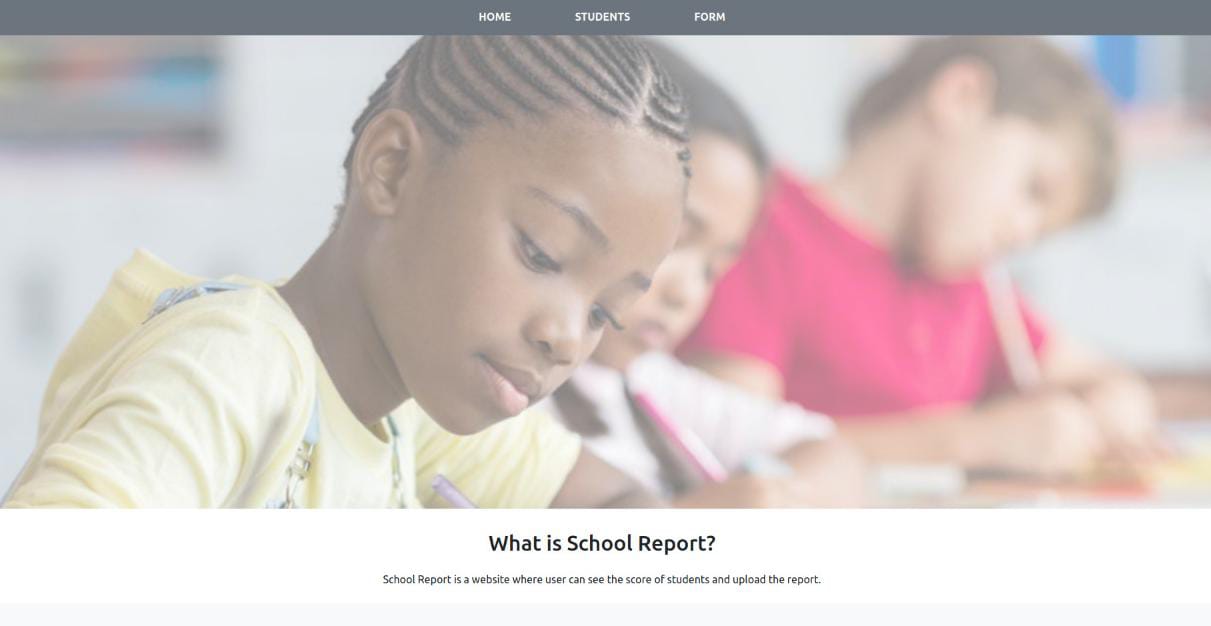 HOME STUDENTS FORM
What is School Report?
School Report is a website where user can see the score of students and upload the report.